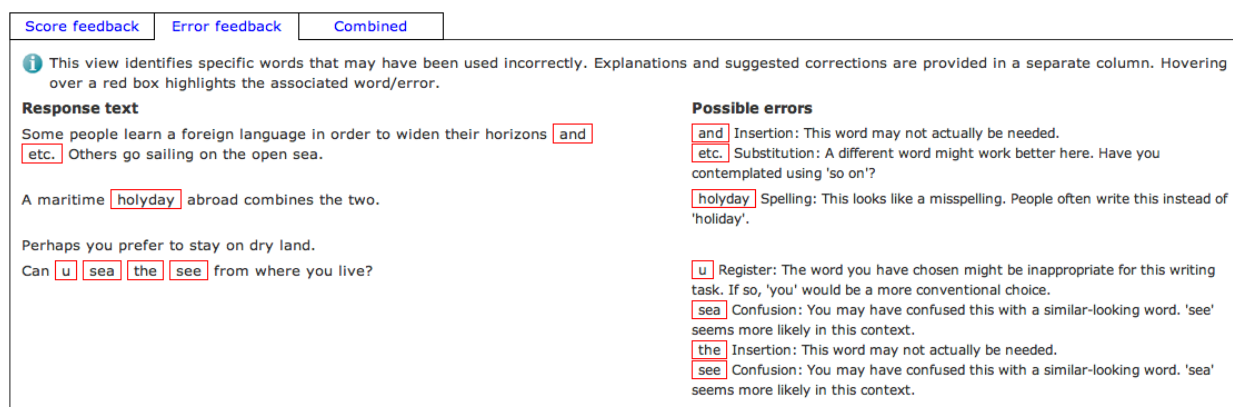 Score feedback Error feedback Combined
This view identifies specific words that may have been used incorrectly. Explanations and suggested corrections are provided in a separate column. Hovering
over a red box highlights the associated word/error.
Response text
Some people learn a foreign language in order to widen their horizons and
etc. Others go sailing on the open sea.
A maritime holyday abroad combines the two.
Perhaps you prefer to stay on dry land.
Can u sea the see from where you live?
Possible errors
and Insertion: This word may not actually be needed.
etc. Substitution: A different word might work better here. Have you
contemplated using 'so on'?
holyday Spelling: This looks like a misspelling. People often write this instead of
'holiday'.
u Register: The word you have chosen might be inappropriate for this writing
task. If so, 'you' would be a more conventional choice.
sea Confusion: You may have confused this with a similar-looking word. 'see'
seems more likely in this context.
the Insertion: This word may not actually be needed.
see Confusion: You may have confused this with a similar-looking word. 'sea'
seems more likely in this context.